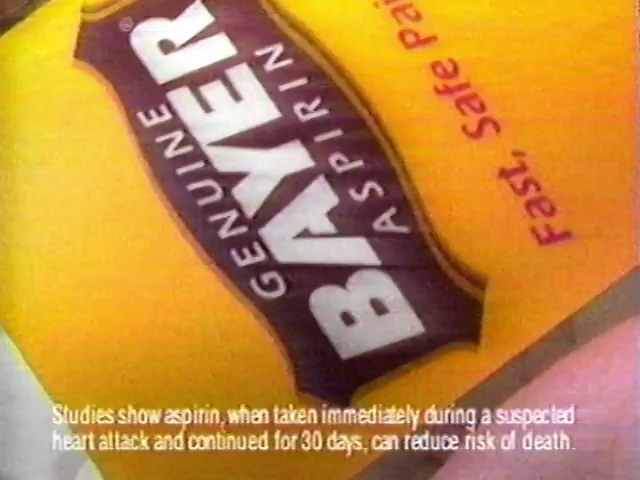 GENUINE
BAYER®
ASPIRIN
Fast, Safe Pai
Studies show aspirin, when taken immediately during a suspected
heart attack and continued for 30 days, can reduce risk of death.